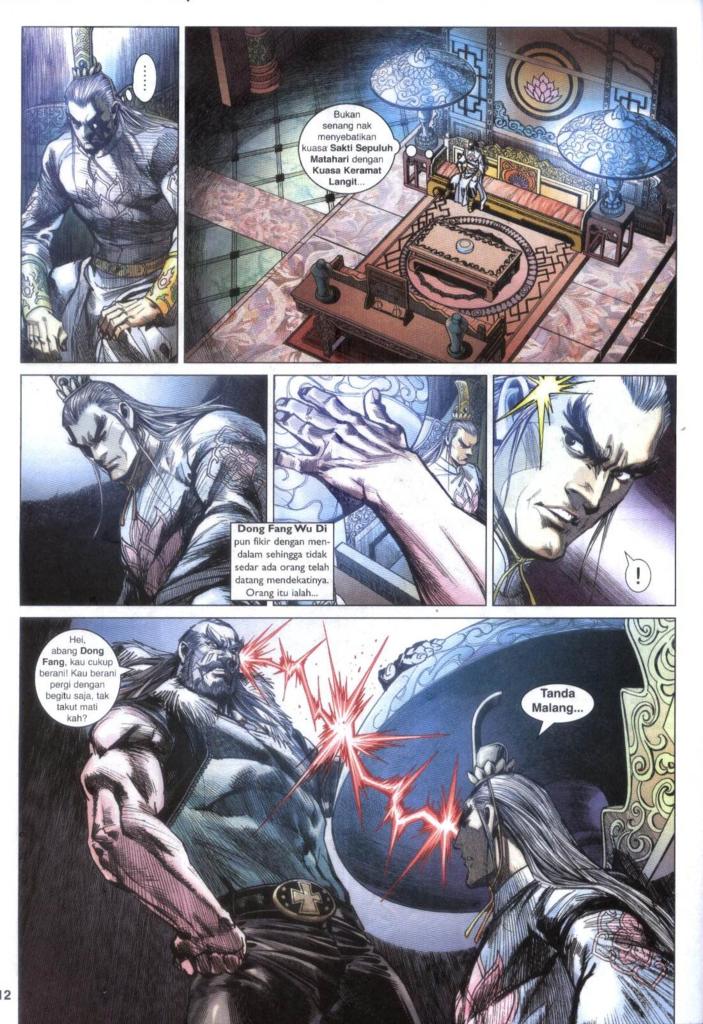 ......
Bukan
senang nak
menyebatikan
kuasa Sakti Sepuluh
Matahari dengan
Kuasa Keramat
Langit...
Dong Fang Wu Di
pun fikir dengan men-
dalam sehingga tidak
sedar ada orang telah
datang mendekatinya.
Orang itu ialah...
!
Hei,
abang Dong
Fang, kau cukup
berani! Kau berani
pergi dengan
begitu saja, tak
takut mati
kah?
Tanda
Malang...
12